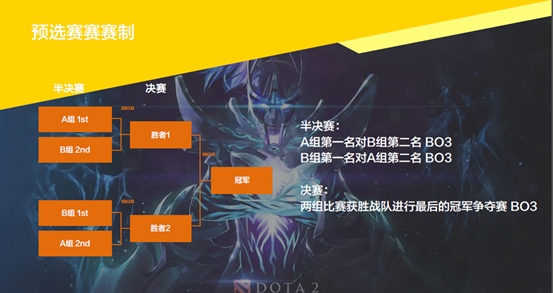 预选赛赛制
半决赛
决赛
A组 1st
B组 2nd
胜者1
冠军
B组 1st
A组 2nd
胜者2
半决赛：
A组第一名对B组第二名 BO3
B组第一名对A组第二名 BO3
决赛：
两组比赛获胜战队进行最后的冠军争夺赛 BO3
DOTA 2